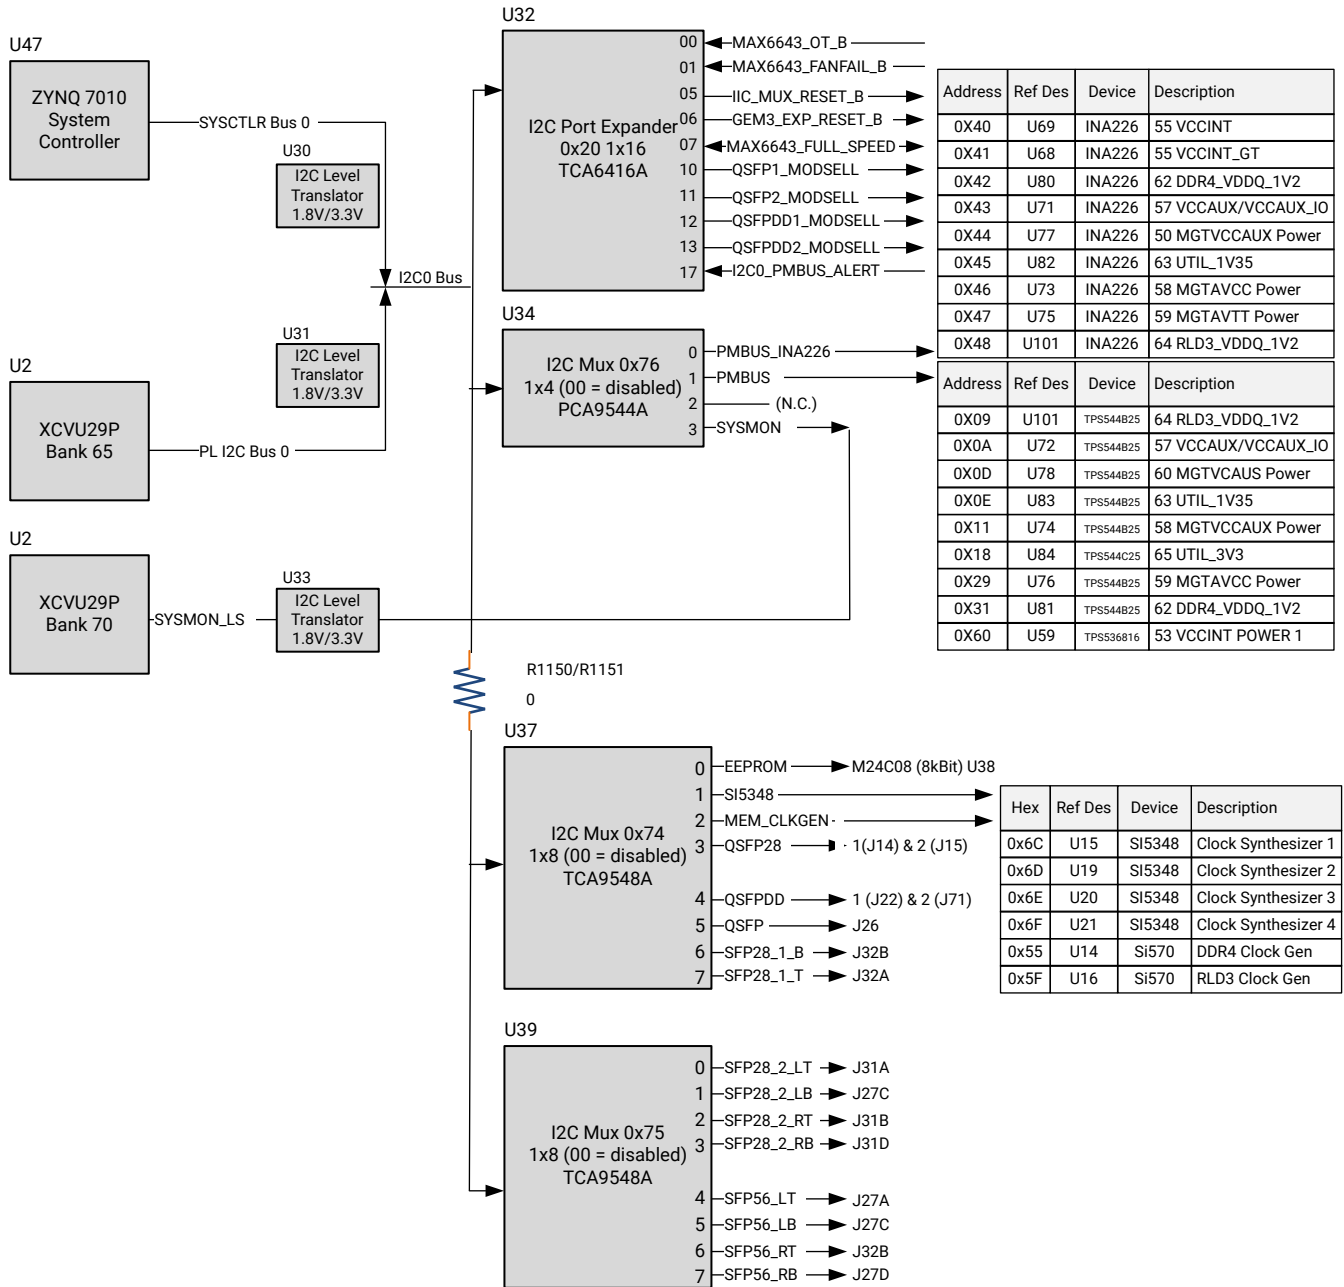 U47
ZYNQ 7010
System
Controller
SYSCTLR Bus 0
U30
I2C Level
Translator
1.8V/3.3V
I2C0 Bus
U31
I2C Level
Translator
1.8V/3.3V
U2
XCVU29P
Bank 65
PL I2C Bus 0
U2
XCVU29P
Bank 70
SYSMON_LS
U33
I2C Level
Translator
1.8V/3.3V
U32
I2C Port Expander
0x20 1x16
TCA6416A
00 MAX6643_OT_B
01 MAX6643_FANFAIL_B
05 IIC_MUX_RESET_B
06 GEM3_EXP_RESET_B
07 MAX6643_FULL_SPEED
10 QSFP1_MODSELL
11 QSFP2_MODSELL
12 QSFPDD1_MODSELL
13 QSFPDD2_MODSELL
17 I2C0_PMBUS_ALERT
U34
I2C Mux 0x76
1x4 (00 = disabled)
PCA9544A
0 PMBUS_INA226
1 PMBUS
2 (N.C.)
3 SYSMON
Address Ref Des Device Description
0X40 U69 INA226 55 VCCINT
0X41 U68 INA226 55 VCCINT_GT
0X42 U80 INA226 62 DDR4_VDDQ_1V2
0X43 U71 INA226 57 VCCAUX/VCCAUX_IO
0X44 U77 INA226 50 MGTVCCAUX Power
0X45 U82 INA226 63 UTIL_1V35
0X46 U73 INA226 58 MGTAVCC Power
0X47 U75 INA226 59 MGTAVTT Power
0X48 U101 INA226 64 RLD3_VDDQ_1V2
Address Ref Des Device Description
0X09 U101 TPS544B25 64 RLD3_VDDQ_1V2
0X0A U72 TPS544B25 57 VCCAUX/VCCAUX_IO
0X0D U78 TPS544B25 60 MGTVCAUS Power
0X0E U83 TPS544B25 63 UTIL_1V35
0X11 U74 TPS544B25 58 MGTVCCAUX Power
0X18 U84 TPS544C25 65 UTIL_3V3
0X29 U76 TPS544B25 59 MGTAVCC Power
0X31 U81 TPS544B25 62 DDR4_VDDQ_1V2
0X60 U59 TPS536816 53 VCCINT POWER 1
R1150/R1151
0
U37
I2C Mux 0x74
1x8 (00 = disabled)
TCA9548A
0 EEPROM M24C08 (8kBit) U38
1 SI5348
2 MEM_CLKGEN
3 QSFP28 1(J14) & 2 (J15)
4 QSFPDD 1 (J22) & 2 (J71)
5 QSFP J26
6 SFP28_1_B J32B
7 SFP28_1_T J32A
Hex Ref Des Device Description
0x6C U15 SI5348 Clock Synthesizer 1
0x6D U19 SI5348 Clock Synthesizer 2
0x6E U20 SI5348 Clock Synthesizer 3
0x6F U21 SI5348 Clock Synthesizer 4
0x55 U14 Si570 DDR4 Clock Gen
0x5F U16 Si570 RLD3 Clock Gen
U39
I2C Mux 0x75
1x8 (00 = disabled)
TCA9548A
0 SFP28_2_LT J31A
1 SFP28_2_LB J27C
2 SFP28_2_RT J31B
3 SFP28_2_RB J31D
4 SFP56_LT J27A
5 SFP56_LB J27C
6 SFP56_RT J32B
7 SFP56_RB J27D